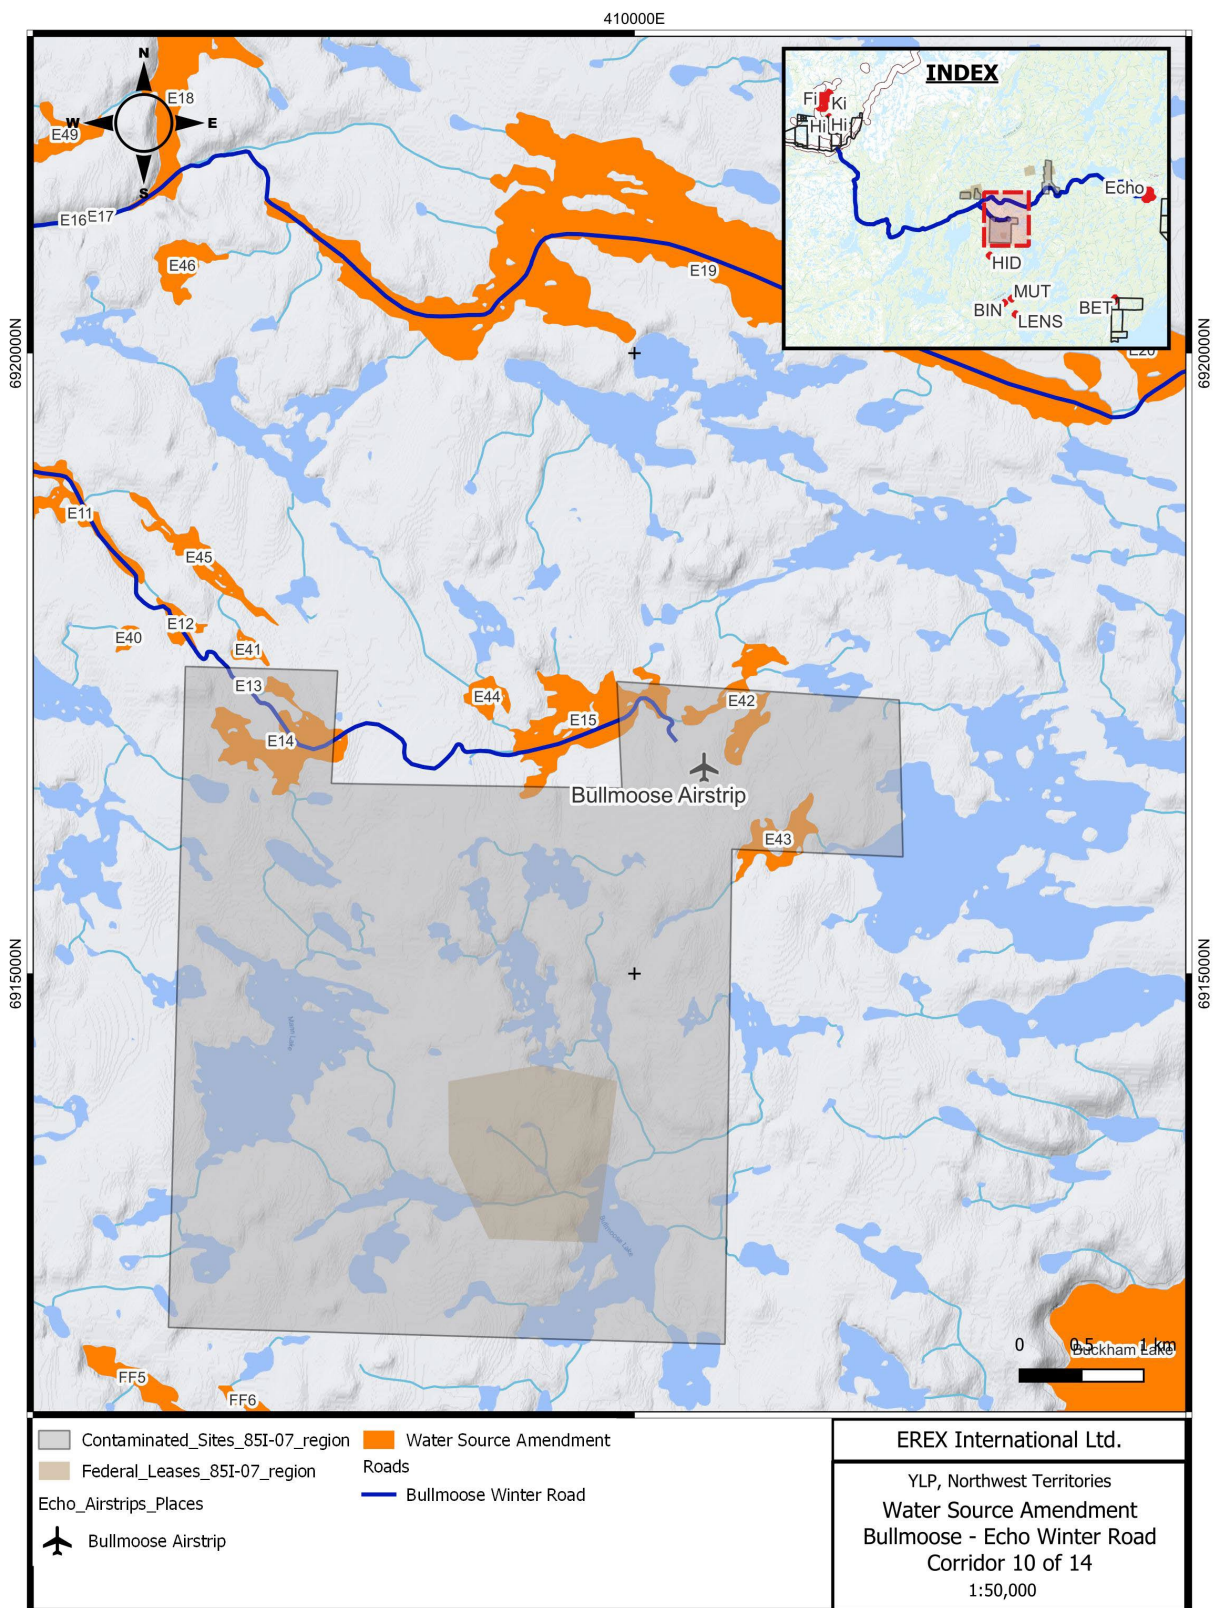 410000E
N
W
E
S
E18
E49
E16
E17
E46
E19
E20
INDEX
Fi
Ki
Hi
Hi
Echo
HID
MUT
BIN
LENS
BET
6920000N
6920000N
E11
E45
E12
E40
E41
E13
E14
E44
E15
E42
Bullmoose Airstrip
E43
6915000N
6915000N
Bullmoose Lake
FF5
FF6
0 0.5 1 km
Buckham Lake
Contaminated_Sites_85I-07_region
Federal_Leases_85I-07_region
Echo_Airstrips_Places
Bullmoose Airstrip
Water Source Amendment
Roads
Bullmoose Winter Road
EREX International Ltd.
YLP, Northwest Territories
Water Source Amendment
Bullmoose - Echo Winter Road
Corridor 10 of 14
1:50,000